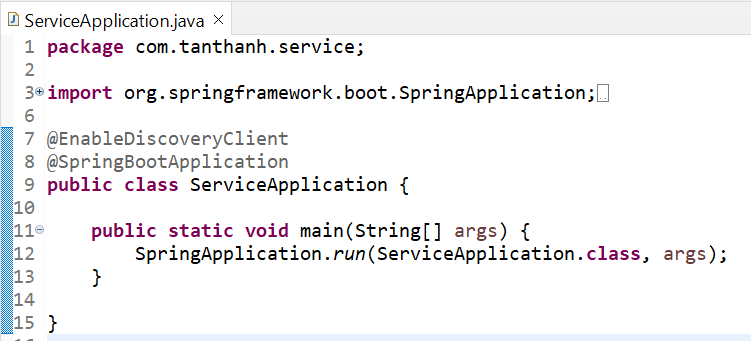 ServiceApplication.java
1 package com.tanthanh.service;
2
3 import org.springframework.boot.SpringApplication;
6
7 @EnableDiscoveryClient
8 @SpringBootApplication
9 public class ServiceApplication {
10
11 public static void main(String[] args) {
12 SpringApplication.run(ServiceApplication.class, args);
13 }
14
15 }